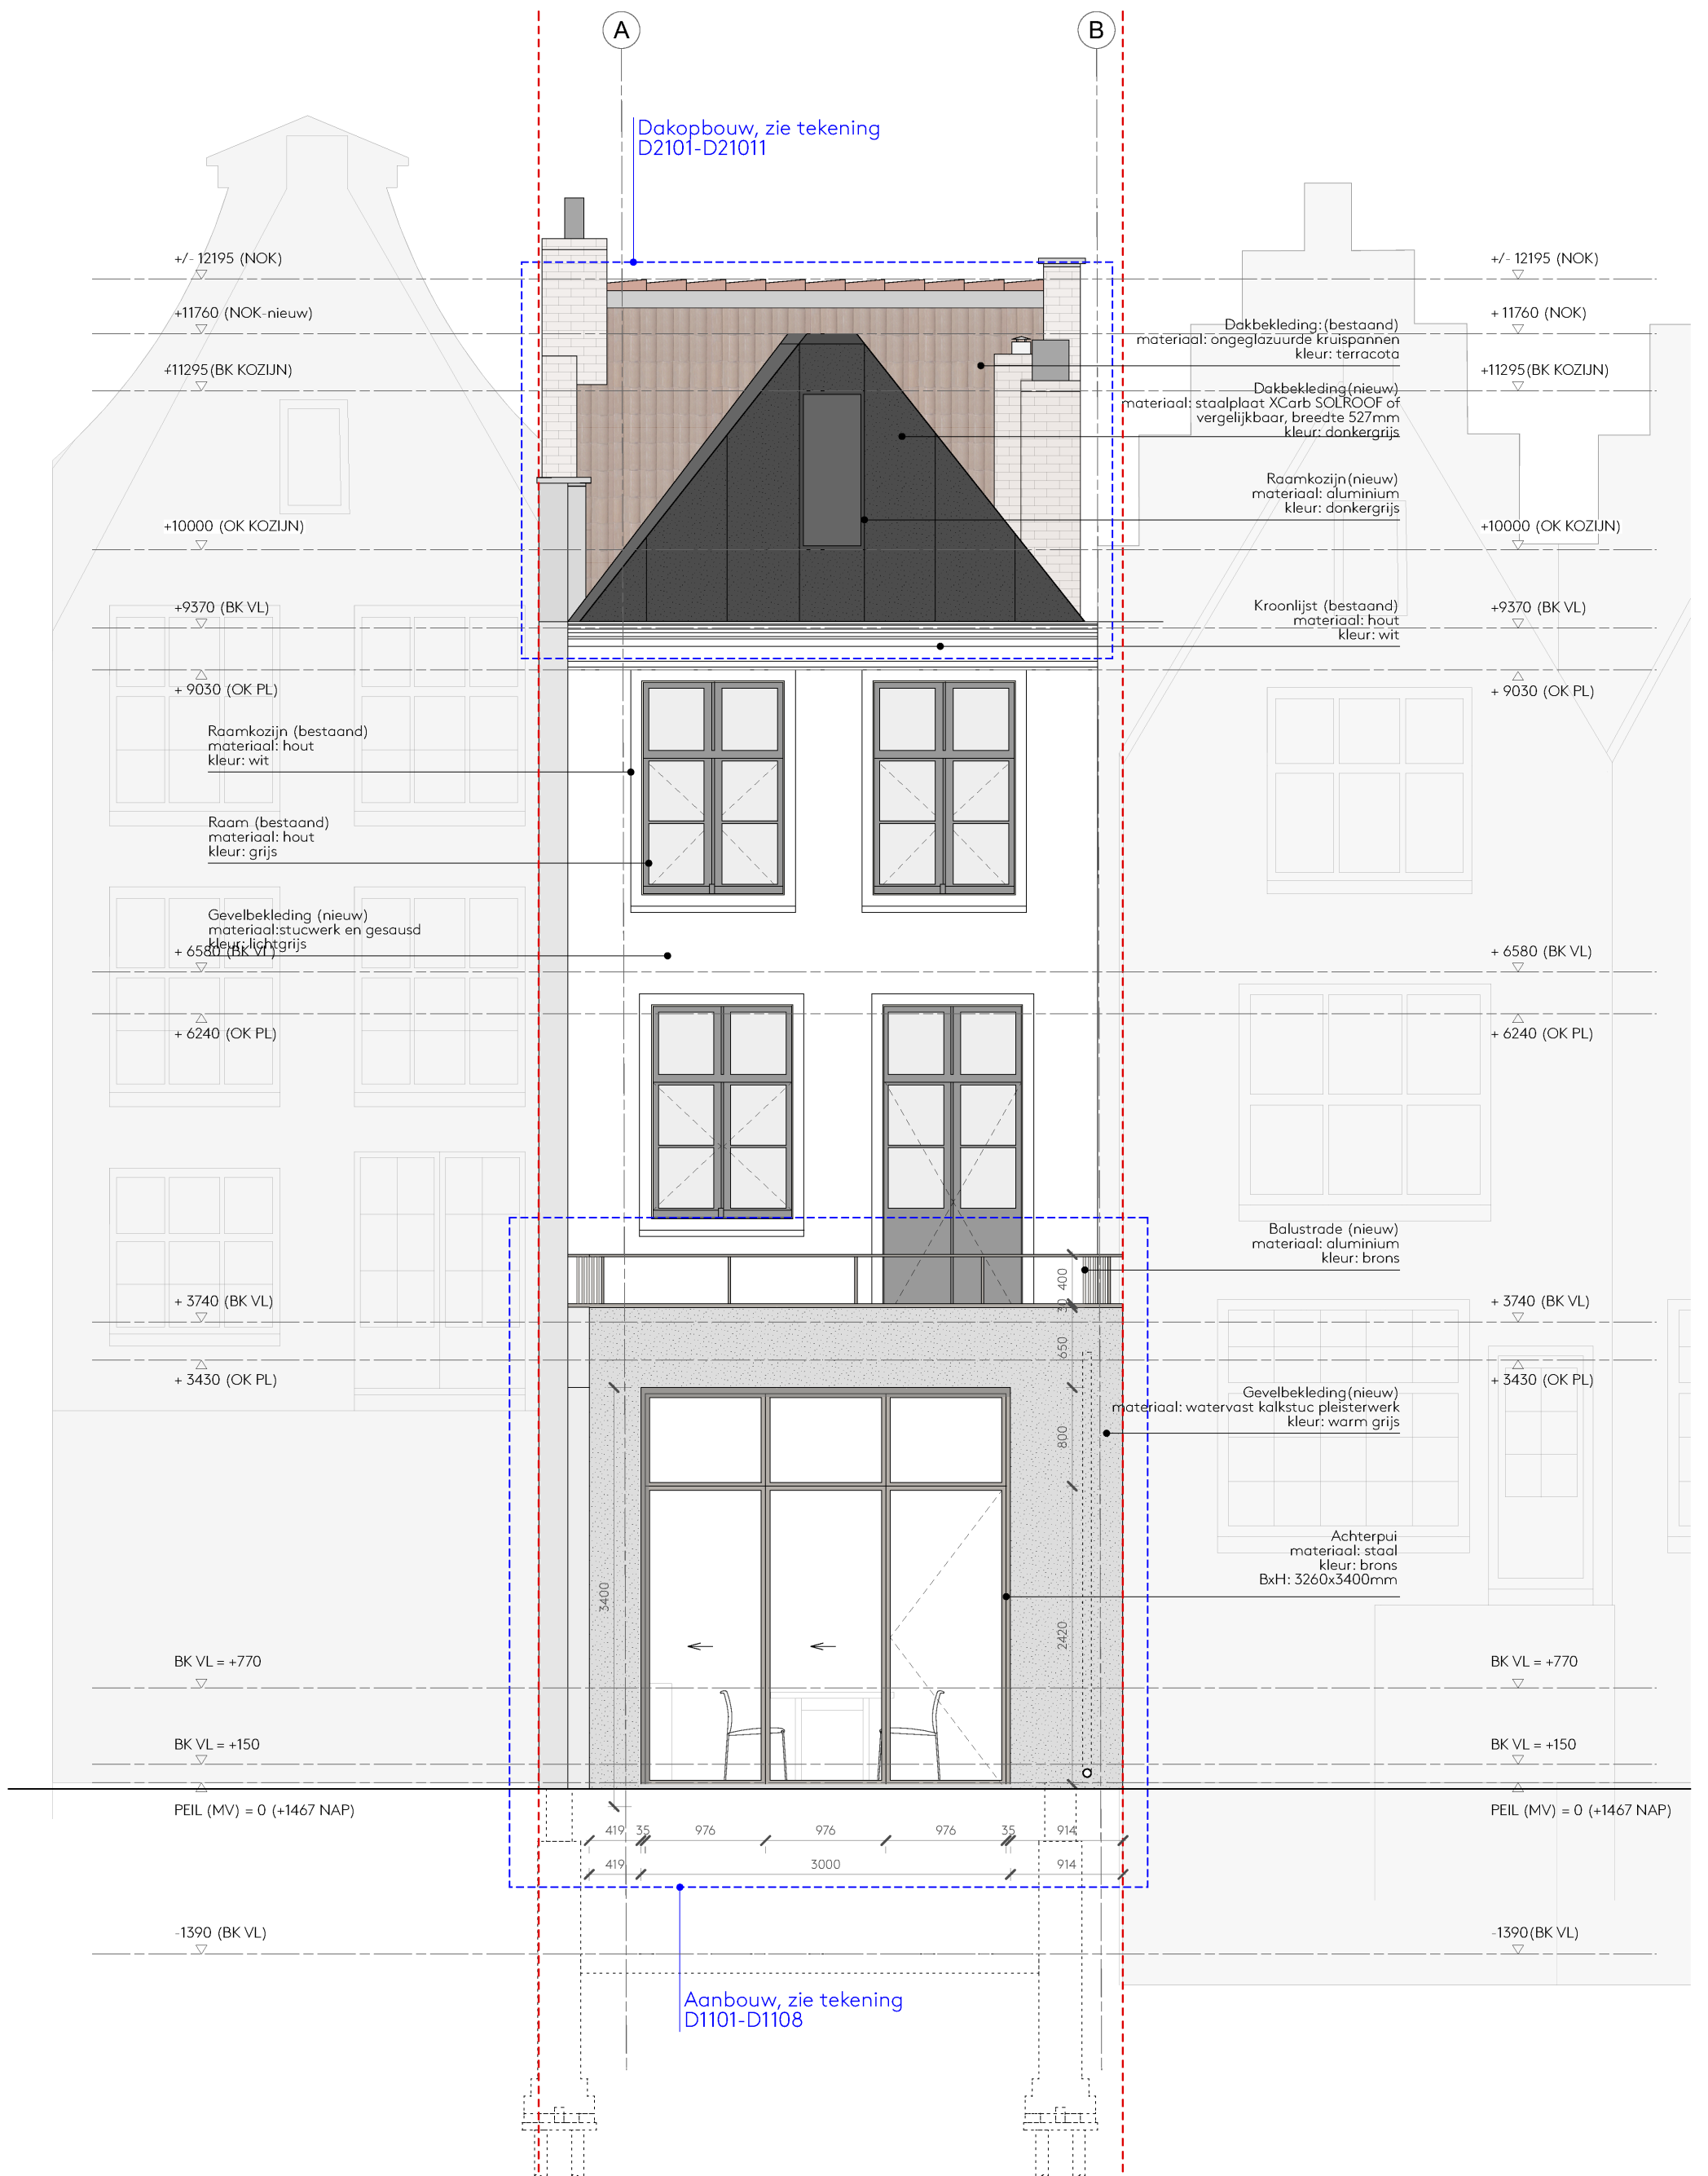 A
B
Dakopbouw, zie tekening
D2101-D21011
+/- 12195 (NOK)
+/- 12195 (NOK)
+11760 (NOK-nieuw)
+ 11760 (NOK)
Dakbekleding: (bestaand)
materiaal: ongeglazuurde kruispannen
kleur: terracota
+11295 (BK KOZIJN)
+11295 (BK KOZIJN)
Dakbekleding (nieuw)
materiaal: staalplaat XCarb SOLROOF of
vergelijkbaar, breedte 527mm
kleur: donkergrijs
Raamkozijn (nieuw)
materiaal: aluminium
kleur: donkergrijs
+10000 (OK KOZIJN)
+10000 (OK KOZIJN)
+9370 (BK VL)
Kroonlijst (bestaand)
materiaal: hout
kleur: wit
+9370 (BK VL)
+ 9030 (OK PL)
+ 9030 (OK PL)
Raamkozijn (bestaand)
materiaal: hout
kleur: wit
Raam (bestaand)
materiaal: hout
kleur: grijs
Gevelbekleding (nieuw)
materiaal:stucwerk en gesausd
kleur: lichtgrijs
+ 6580 (BK VL)
+ 6580 (BK VL)
+ 6240 (OK PL)
+ 6240 (OK PL)
Balustrade (nieuw)
materiaal: aluminium
kleur: brons
400
30
+ 3740 (BK VL)
+ 3740 (BK VL)
650
+ 3430 (OK PL)
+ 3430 (OK PL)
Gevelbekleding (nieuw)
materiaal: watervast kalkstuc pleisterwerk
kleur: warm grijs
800
Achterpui
materiaal: staal
kleur: brons
BxH: 3260x3400mm
3400
2420
BK VL = +770
BK VL = +770
BK VL = +150
BK VL = +150
PEIL (MV) = 0 (+1467 NAP)
PEIL (MV) = 0 (+1467 NAP)
419 35 976 976 976 35 914
419 3000 914
-1390 (BK VL)
-1390 (BK VL)
Aanbouw, zie tekening
D1101-D1108